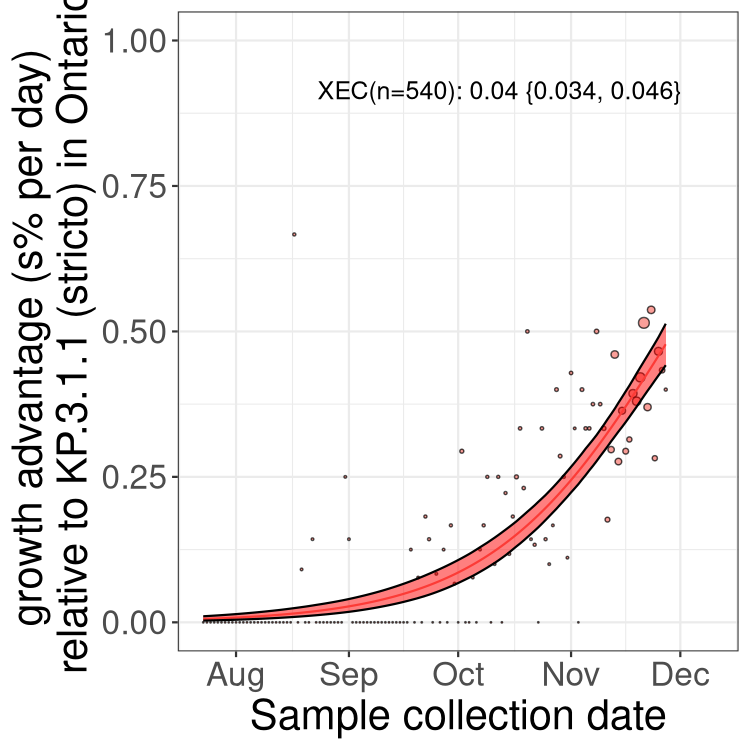 growth advantage (s% per day)
relative to KP.3.1.1 (stricto) in Ontario
1.00
0.75
0.50
0.25
0.00
XEC(n=540): 0.04 {0.034, 0.046}
Aug Sep Oct Nov Dec
Sample collection date